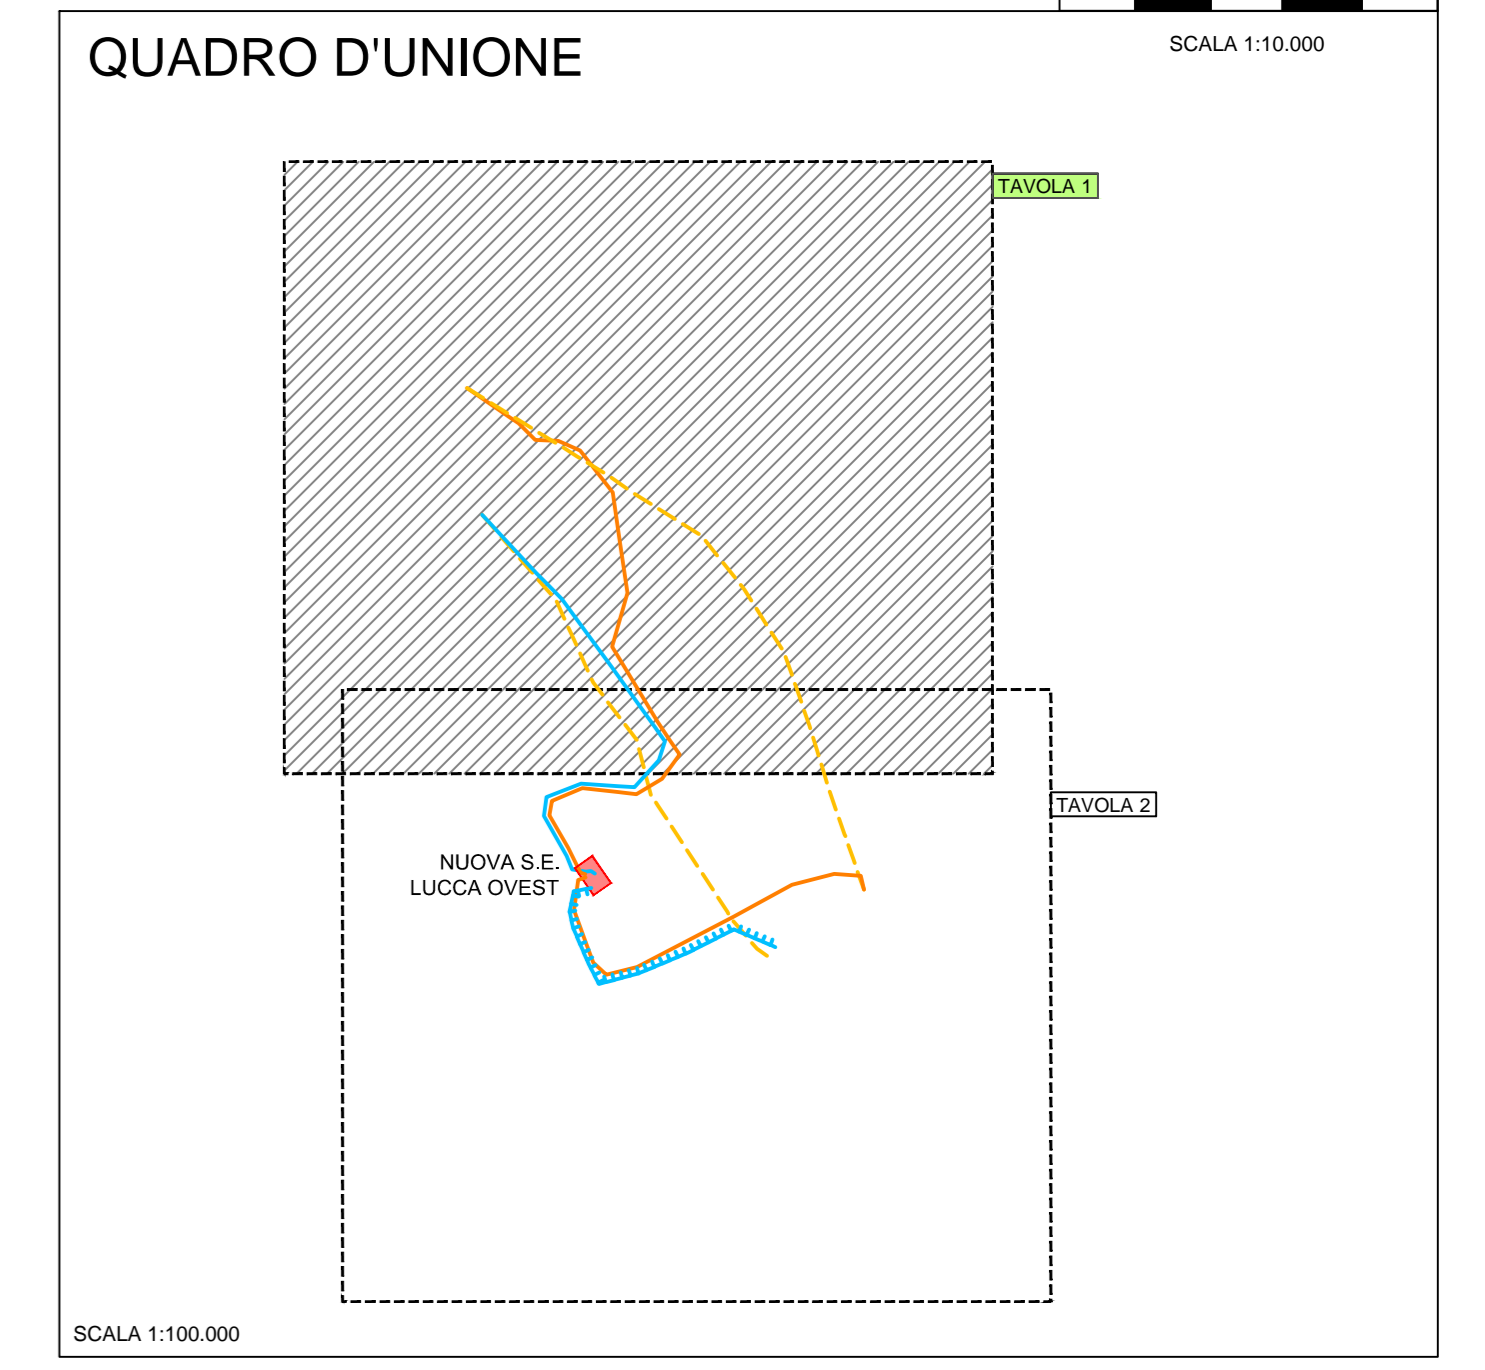 QUADRO D'UNIONE
SCALA 1:10.000
TAVOLA 1
TAVOLA 2
NUOVA S.E.
LUCCA OVEST
SCALA 1:100.000